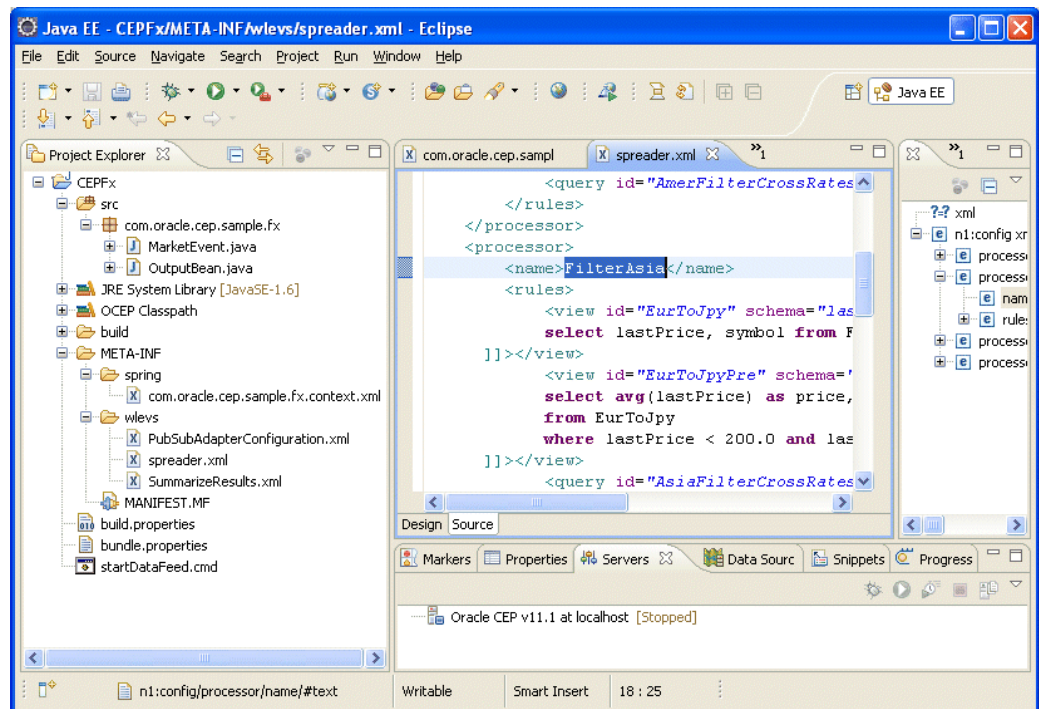 Java EE - CEPFx/META-INF/wlevs/spreader.xml - Eclipse
File Edit Source Navigate Search Project Run Window Help
Java EE
Project Explorer
CEPFx
src
com.oracle.cep.sample.fx
MarketEvent.java
OutputBean.java
JRE System Library [JavaSE-1.6]
OCEP Classpath
build
META-INF
spring
com.oracle.cep.sample.fx.context.xml
wlevs
PubSubAdapterConfiguration.xml
spreader.xml
SummarizeResults.xml
MANIFEST.MF
build.properties
bundle.properties
startDataFeed.cmd
com.oracle.cep.sampl spreader.xml »1
<query id="AmerFilterCrossRates
</rules>
</processor>
<processor>
<name>FilterAsia</name>
<rules>
<view id="EurToJpy" schema="las
select lastPrice, symbol from F
]]></view>
<view id="EurToJpyPre" schema="
select avg(lastPrice) as price,
from EurToJpy
where lastPrice < 200.0 and las
]]></view>
<query id="AsiaFilterCrossRates
Design Source
»1
?=? xml
e n1:config xr
e processo
e processo
e nam
e rules
e processo
e processo
Markers Properties Servers Data Sourc Snippets Progress
Oracle CEP v11.1 at localhost [Stopped]
n1:config/processor/name/#text Writable Smart Insert 18 : 25